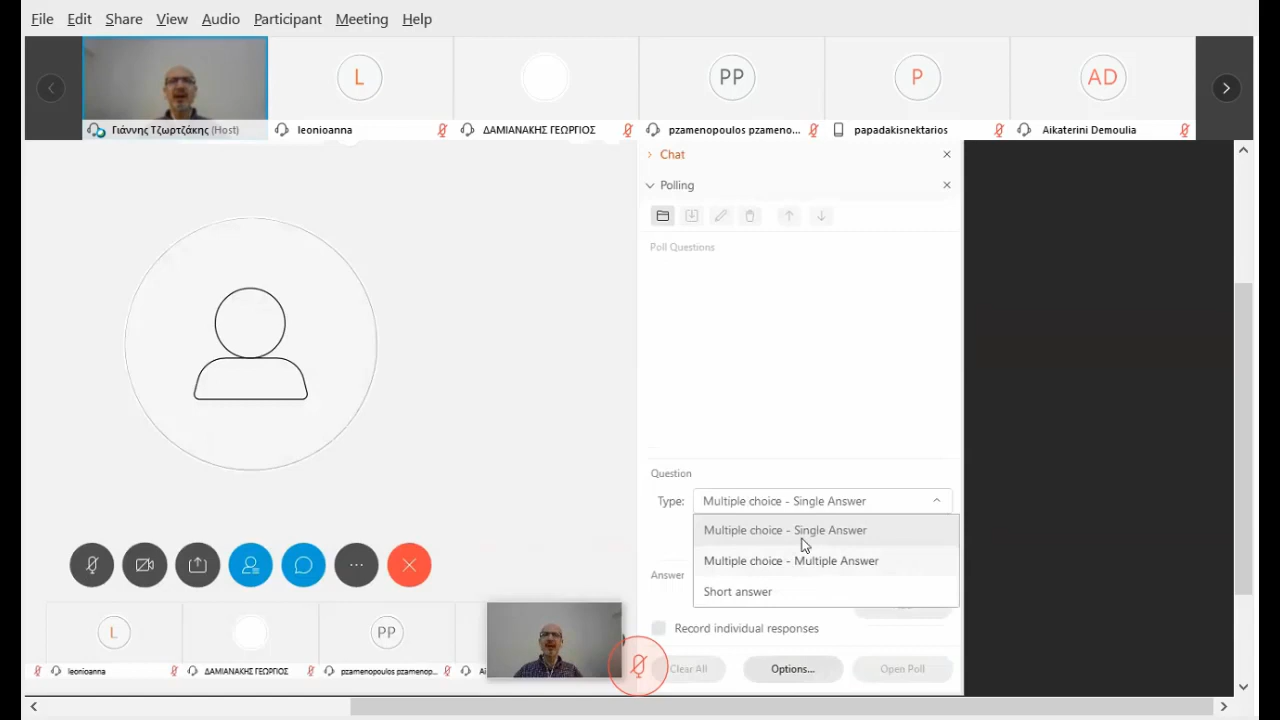 File Edit Share View Audio Participant Meeting Help
L PP P AD
Γιάννης Τζωρτζάκης (Host) leonioanna ΔΑΜΙΑΝΑΚΗΣ ΓΕΩΡΓΙΟΣ pzamenopoulos pzameno... papadakisnektarios Aikaterini Demoulia
Chat
Polling
Poll Questions
Question
Type: Multiple choice - Single Answer
Multiple choice - Single Answer
Multiple choice - Multiple Answer
Answer
Short answer
Record individual responses
Clear All Options... Open Poll
L PP
leonioanna ΔΑΜΙΑΝΑΚΗΣ ΓΕΩΡΓΙΟΣ pzamenopoulos pzamenop... Ai